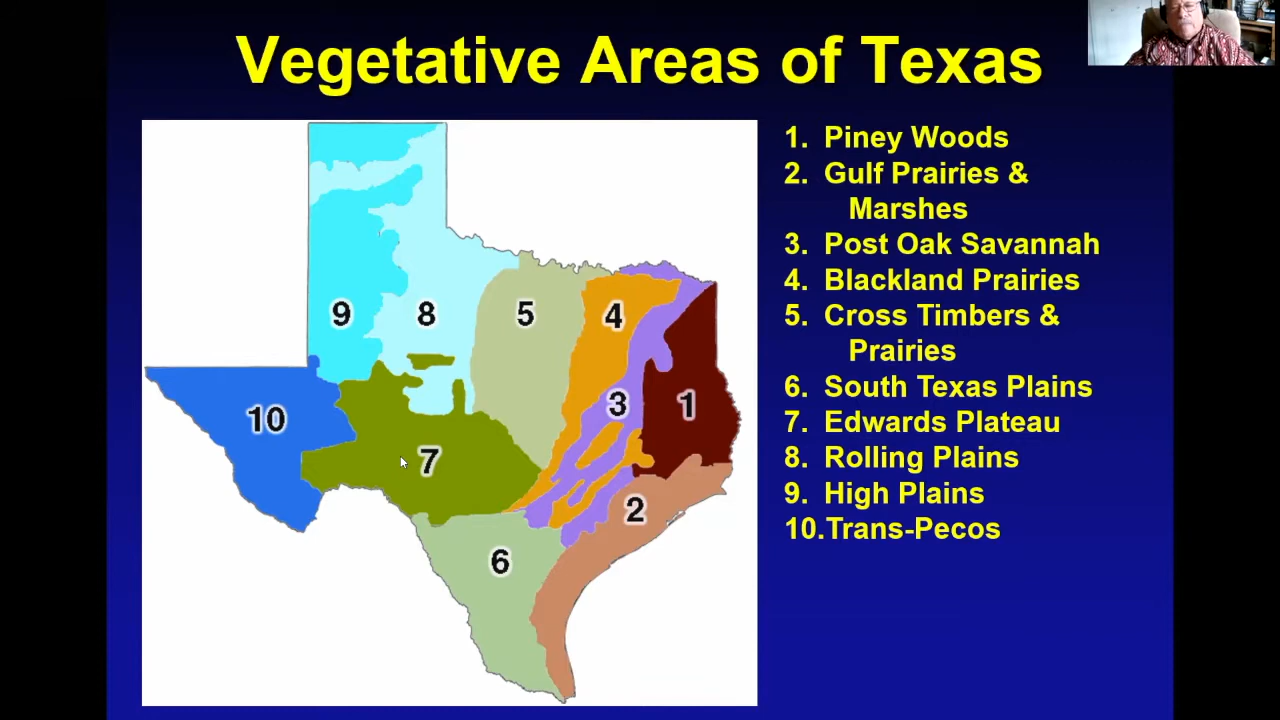 Vegetative Areas of Texas
1. Piney Woods
2. Gulf Prairies &
Marshes
3. Post Oak Savannah
4. Blackland Prairies
5. Cross Timbers &
Prairies
6. South Texas Plains
7. Edwards Plateau
8. Rolling Plains
9. High Plains
10.Trans-Pecos
9
8
5
4
10
3
1
7
2
6